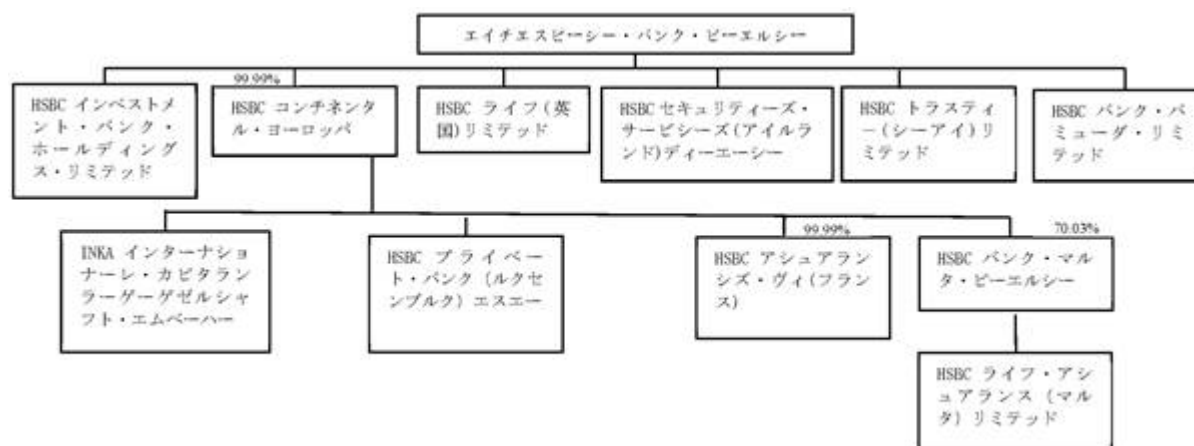 エイチエスビーシー・バンク・ピーエルシー
99.99%
HSBC インベストメ
ント・バンク・
ホールディング
ス・リミテッド
HSBC コンチネンタ
ル・ヨーロッパ
HSBC ライフ(英
国)リミテッド
HSBC セキュリティーズ・
サービシーズ(アイルラ
ンド)ディーエーシー
HSBC トラスティ
ー(シーアイ)リ
ミテッド
HSBC バンク・バ
ミューダ・リミ
テッド
INKA インターナショ
ナーレ・カピタラン
ラーゲーゲゼルシャ
フト・エムベーハー
HSBC プライベー
ト・バンク (ルクセ
ンブルク) エスエー
99.99%
HSBC アシュアラン
シズ・ヴィ(フラン
ス)
70.03%
HSBC バンク・マル
タ・ピーエルシー
HSBC ライフ・アシ
ュアランス (マル
タ) リミテッド